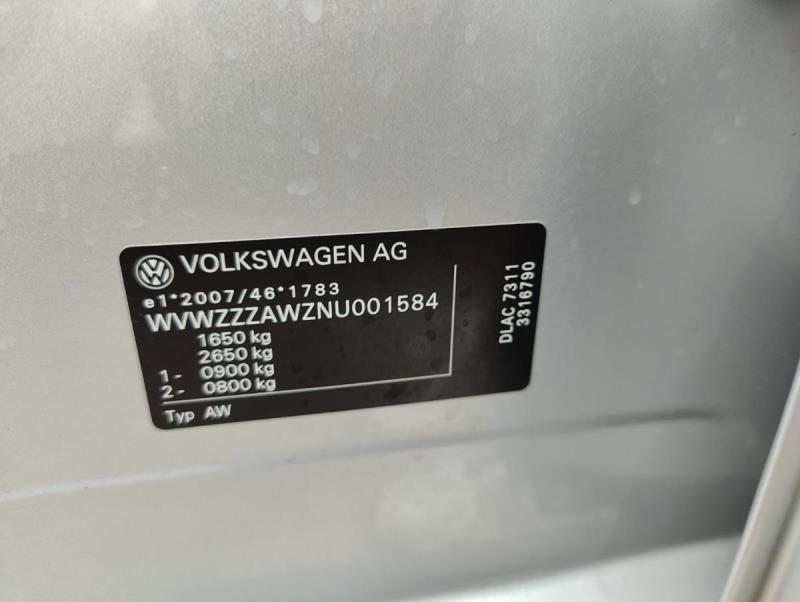 VOLKSWAGEN AG
e1*2007/46*1783
WVWZZZAWZNU001584
1650 kg
2650 kg
1- 0900 kg
2- 0800 kg
Typ AW
DLAC 7311
3316790